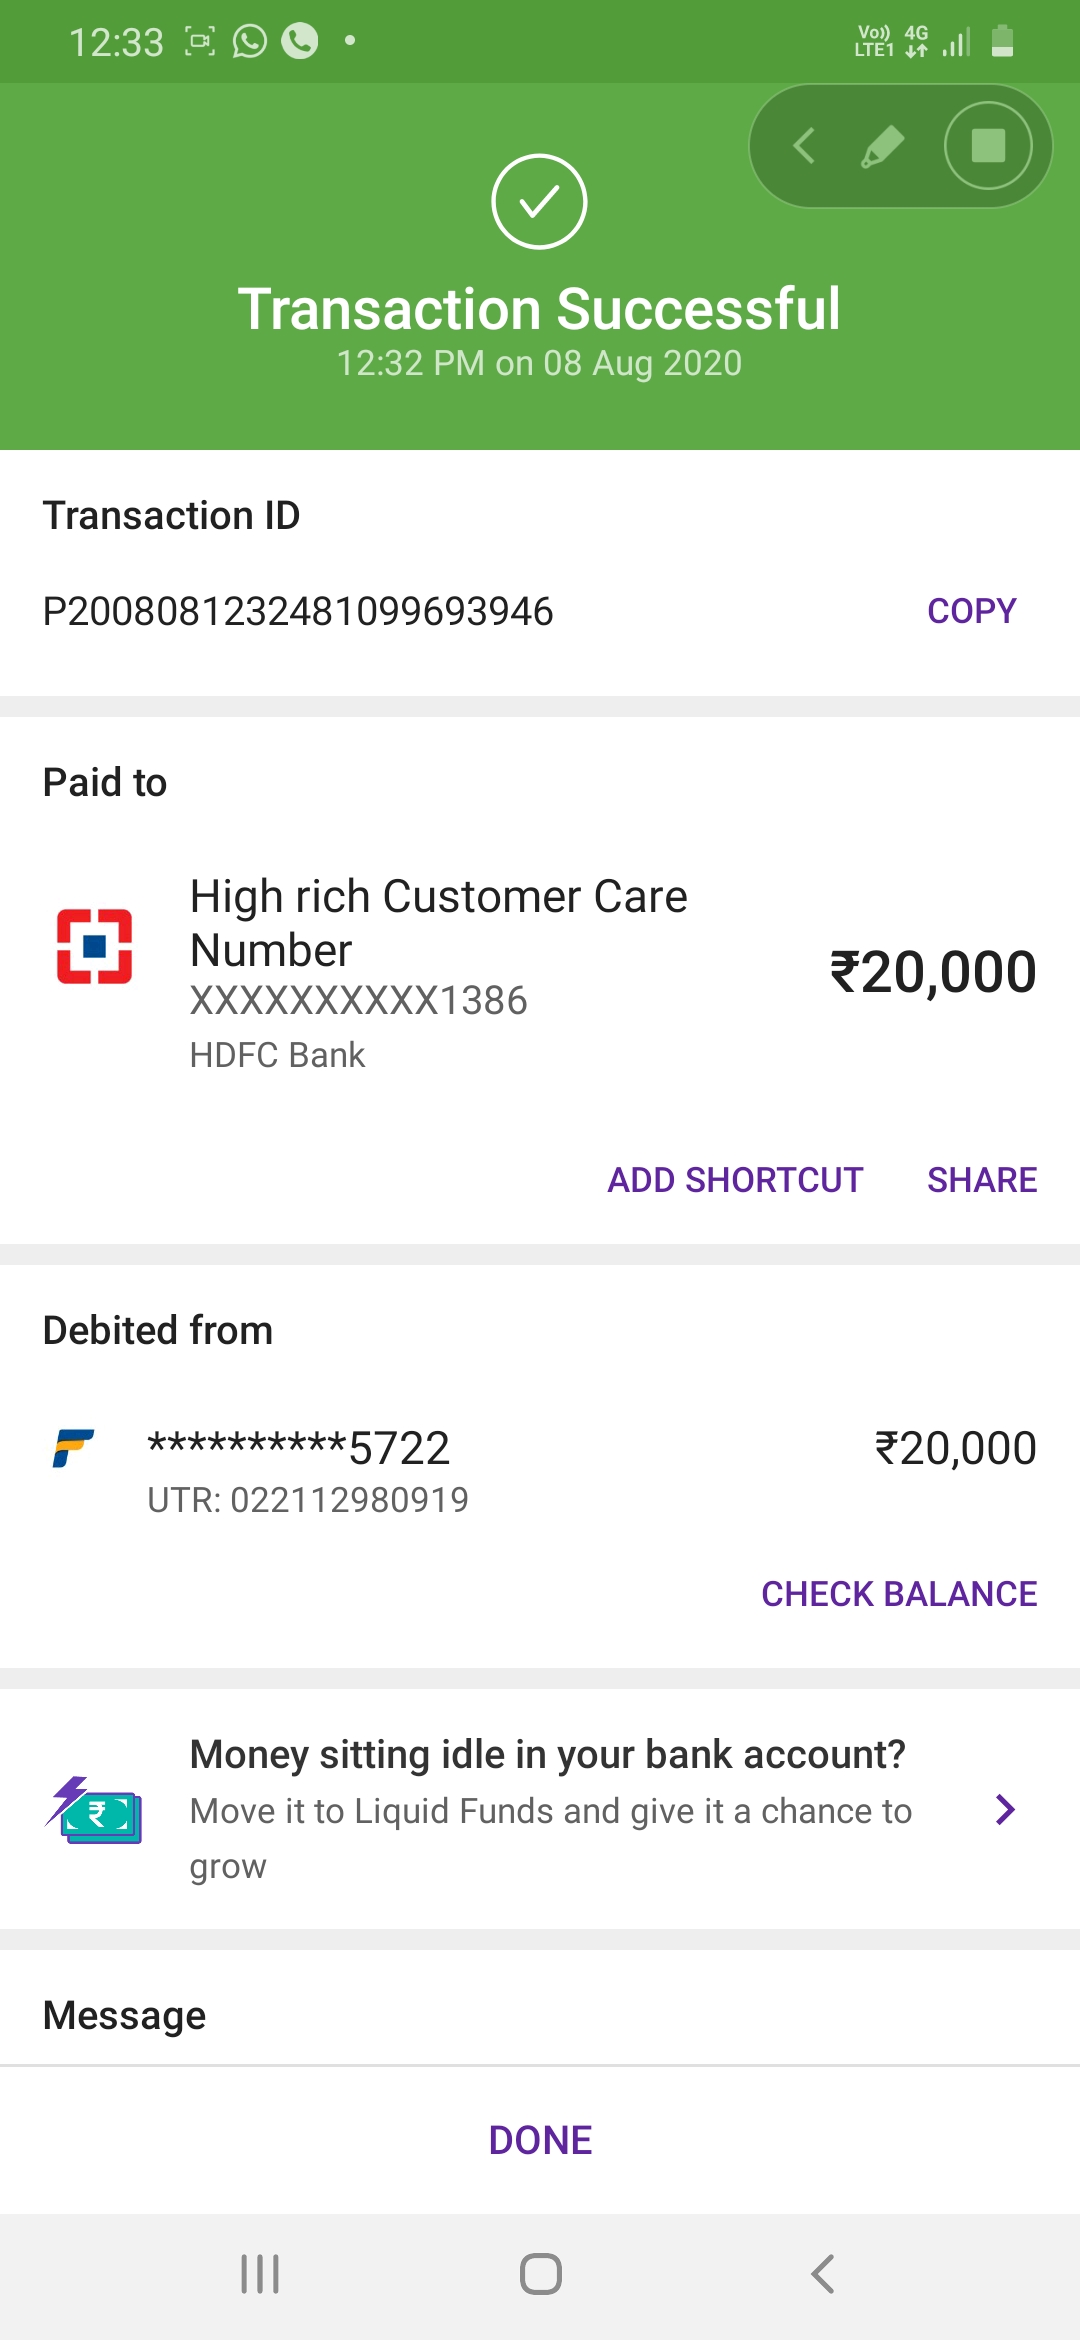 12:33
Vo)) 4G
LTE1
Transaction Successful
12:32 PM on 08 Aug 2020
Transaction ID
P2008081232481099693946
COPY
Paid to
High rich Customer Care
Number
XXXXXXXXXX1386
HDFC Bank
₹20,000
ADD SHORTCUT SHARE
Debited from
**********5722
₹20,000
UTR: 022112980919
CHECK BALANCE
Money sitting idle in your bank account?
Move it to Liquid Funds and give it a chance to
grow
₹
Message
DONE